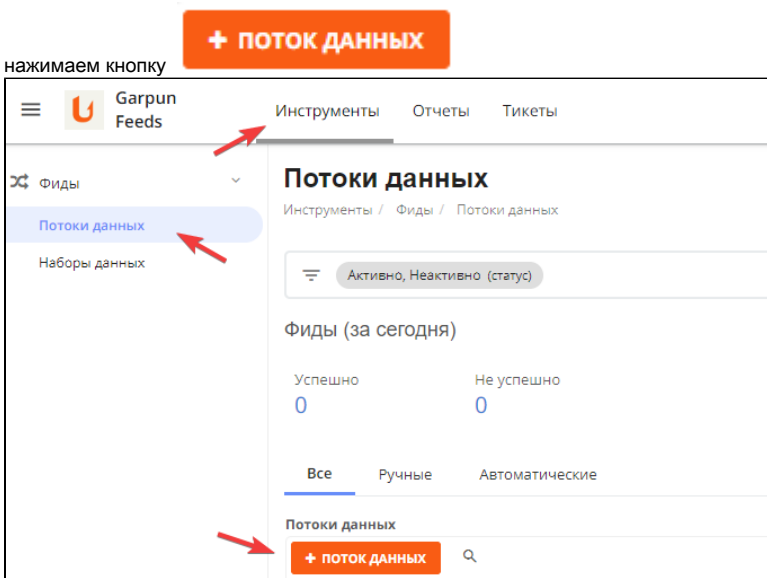 + ПОТОК ДАННЫХ
нажимаем кнопку
Garpun Feeds
Инструменты Отчеты Тикеты
Фиды
Потоки данных
Наборы данных
Потоки данных
Инструменты / Фиды / Потоки данных
Активно, Неактивно (статус)
Фиды (за сегодня)
Успешно Не успешно
0 0
Все Ручные Автоматические
Потоки данных
+ ПОТОК ДАННЫХ